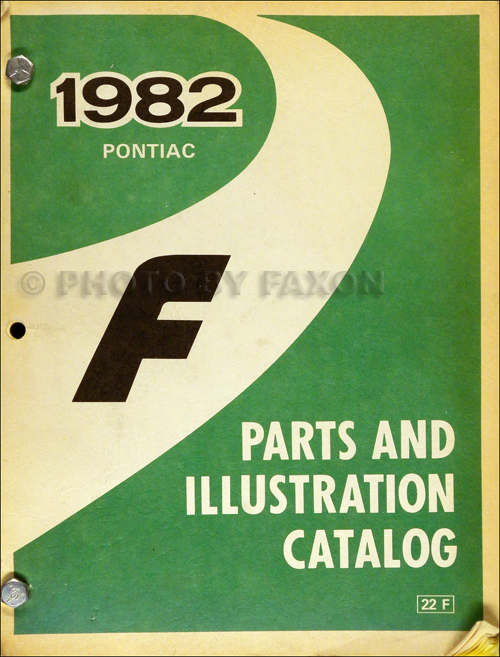 1982
PONTIAC
© PHOTO BY FAXON
F
PARTS AND
ILLUSTRATION
CATALOG
22 F